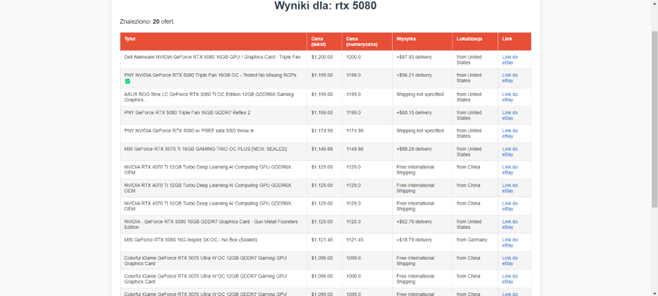 Wyniki dla: rtx 5080
Znaleziono: 20 ofert.
Tytuł Cena (tekst) Cena (numeryczna) Wysyłka Lokalizacja Link
Dell Alienware NVIDIA GeForce RTX 5080 16GB GPU / Graphics Card - Triple Fan $1,200.00 1200.0 +$87.93 delivery from United States Link do eBay
PNY NVIDIA GeForce RTX 5080 Triple Fan 16GB OC - Tested No Missing ROPs ✅ $1,199.00 1199.0 +$96.21 delivery from United States Link do eBay
ASUS ROG Strix LC GeForce RTX 3080 Ti OC Edition 12GB GDDR6X Gaming Graphics... $1,199.00 1199.0 Shipping not specified from United States Link do eBay
PNY GeForce RTX 5080 Triple Fan 16GB GDDR7 Reflex 2 $1,199.00 1199.0 +$68.15 delivery from United States Link do eBay
PNY NVIDIA GeForce RTX 5080 w/ FREE sata SSD throw in $1,174.99 1174.99 Shipping not specified from United States Link do eBay
MSI GeForce RTX 5070 Ti 16GB GAMING TRIO OC PLUS [NEW, SEALED] $1,149.88 1149.88 +$88.28 delivery from United States Link do eBay
NVIDIA RTX 4070 Ti 12GB Turbo Deep Learning AI Computing GPU GDDR6X OEM $1,129.00 1129.0 Free International Shipping from China Link do eBay
NVIDIA RTX 4070 Ti 12GB Turbo Deep Learning AI Computing GPU GDDR6X OEM $1,129.00 1129.0 Free International Shipping from China Link do eBay
NVIDIA RTX 4070 Ti 12GB Turbo Deep Learning AI Computing GPU GDDR6X OEM $1,129.00 1129.0 Free International Shipping from China Link do eBay
NVIDIA - GeForce RTX 5080 16GB GDDR7 Graphics Card - Gun Metal Founders Edition $1,125.00 1125.0 +$62.78 delivery from United States Link do eBay
MSI GeForce RTX 5080 16G Inspire 3X OC - No Box (Sealed) $1,121.45 1121.45 +$18.79 delivery from Germany Link do eBay
Colorful iGame GeForce RTX 5070 Ultra W OC 12GB GDDR7 Gaming GPU Graphics Card $1,099.00 1099.0 Free International Shipping from China Link do eBay
Colorful iGame GeForce RTX 5070 Ultra W OC 12GB GDDR7 Gaming GPU Graphics Card $1,099.00 1099.0 Free International Shipping from China Link do eBay
Colorful iGame GeForce RTX 5070 Ultra W OC 12GB GDDR7 Gaming GPU $1,099.00 1099.0 Free International from China Link do